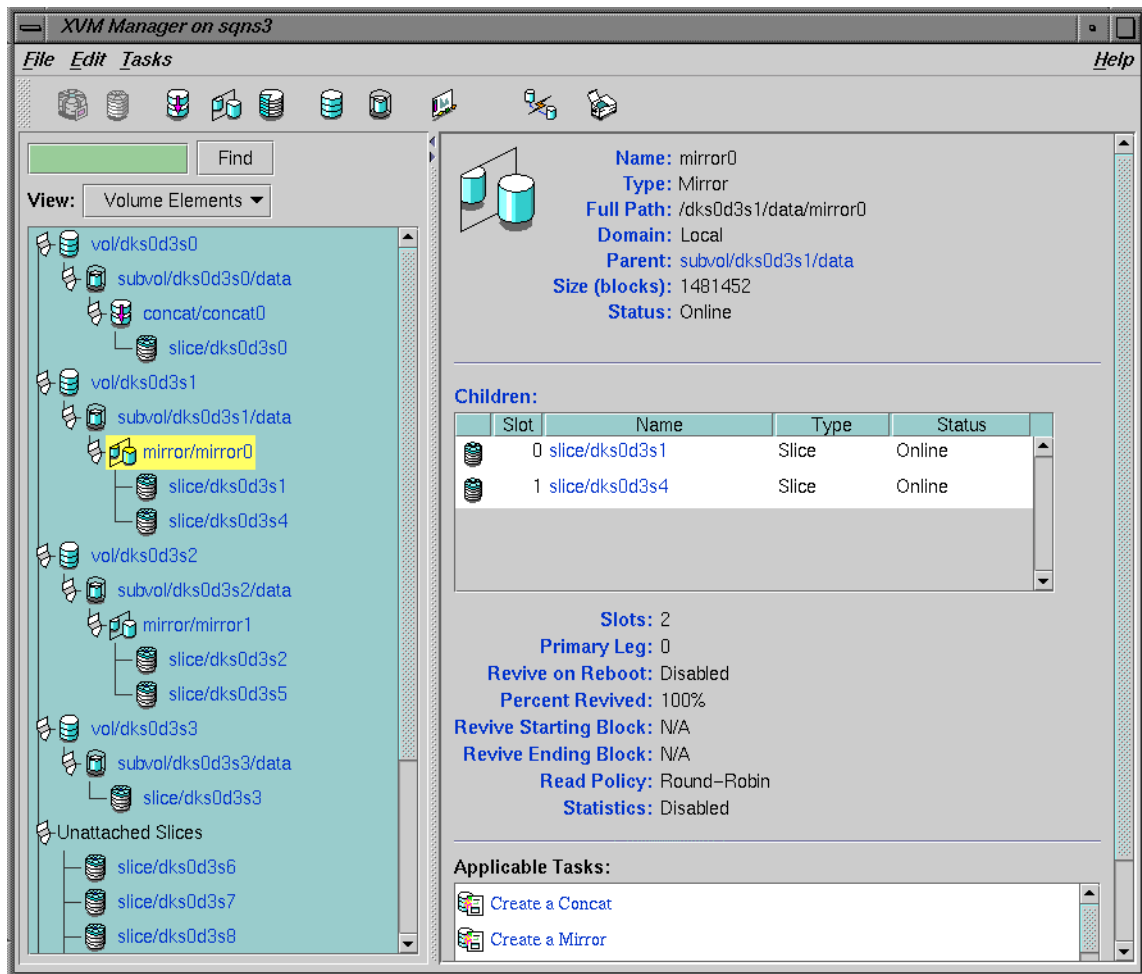 XVM Manager on sqns3
File Edit Tasks Help
Find
View: Volume Elements
vol/dks0d3s0
subvol/dks0d3s0/data
concat/concat0
slice/dks0d3s0
vol/dks0d3s1
subvol/dks0d3s1/data
mirror/mirror0
slice/dks0d3s1
slice/dks0d3s4
vol/dks0d3s2
subvol/dks0d3s2/data
mirror/mirror1
slice/dks0d3s2
slice/dks0d3s5
vol/dks0d3s3
subvol/dks0d3s3/data
slice/dks0d3s3
Unattached Slices
slice/dks0d3s6
slice/dks0d3s7
slice/dks0d3s8
Name: mirror0
Type: Mirror
Full Path: /dks0d3s1/data/mirror0
Domain: Local
Parent: subvol/dks0d3s1/data
Size (blocks): 1481452
Status: Online
Children:
Slot Name Type Status
0 slice/dks0d3s1 Slice Online
1 slice/dks0d3s4 Slice Online
Slots: 2
Primary Leg: 0
Revive on Reboot: Disabled
Percent Revived: 100%
Revive Starting Block: N/A
Revive Ending Block: N/A
Read Policy: Round-Robin
Statistics: Disabled
Applicable Tasks:
Create a Concat
Create a Mirror